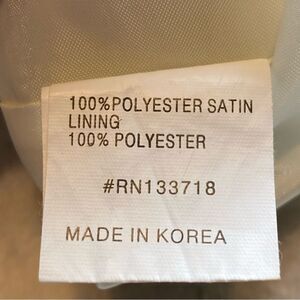 100%POLYESTER SATIN
LINING
100% POLYESTER
#RN133718
MADE IN KOREA